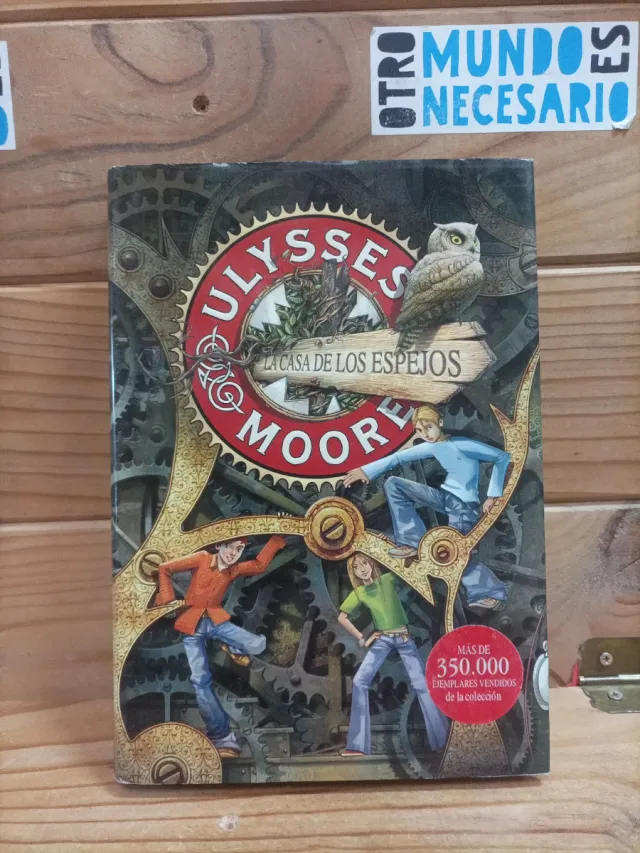 OTRO
MUNDO
NECESARIO
ES
ULYSSES
MOORE
LA CASA DE LOS ESPEJOS
MÁS DE
350.000
EJEMPLARES VENDIDOS
de la colección